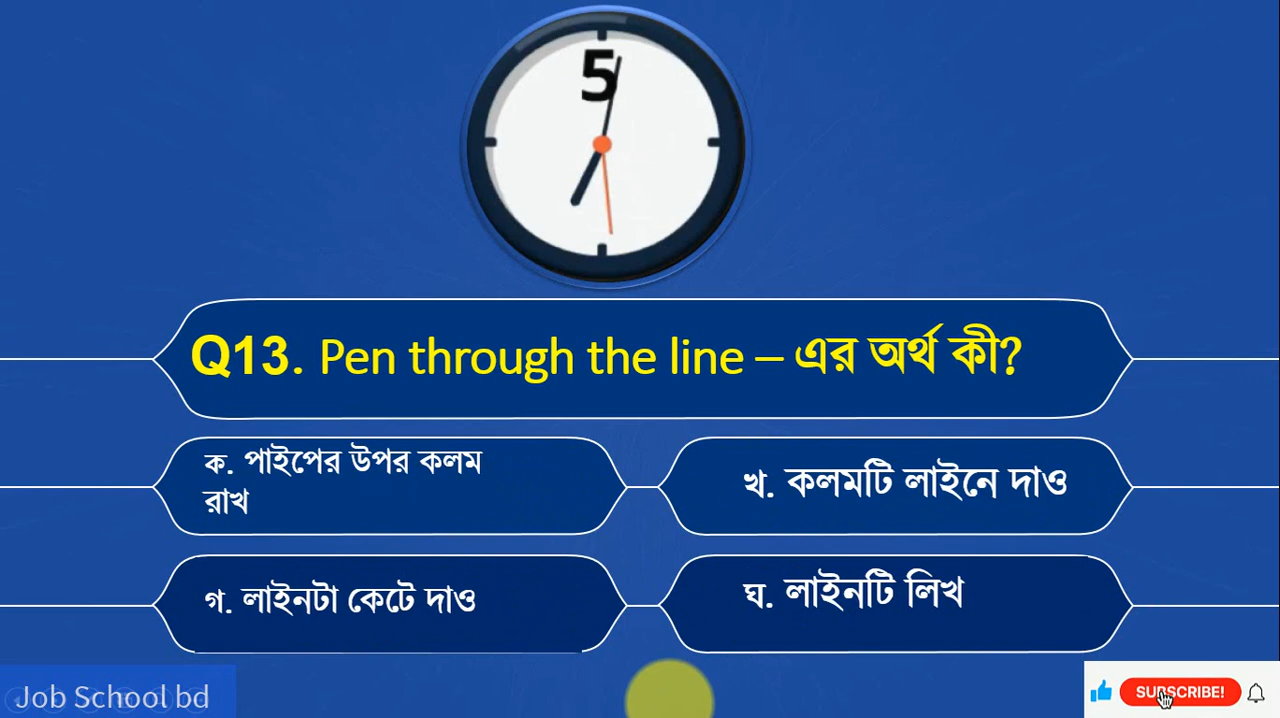 5
Q13. Pen through the line – এর অর্থ কী?
ক. পাইপের উপর কলম
রাখ
খ. কলমটি লাইনে দাও
গ. লাইনটা কেটে দাও
ঘ. লাইনটি লিখ
Job School bd
SUBSCRIBE!